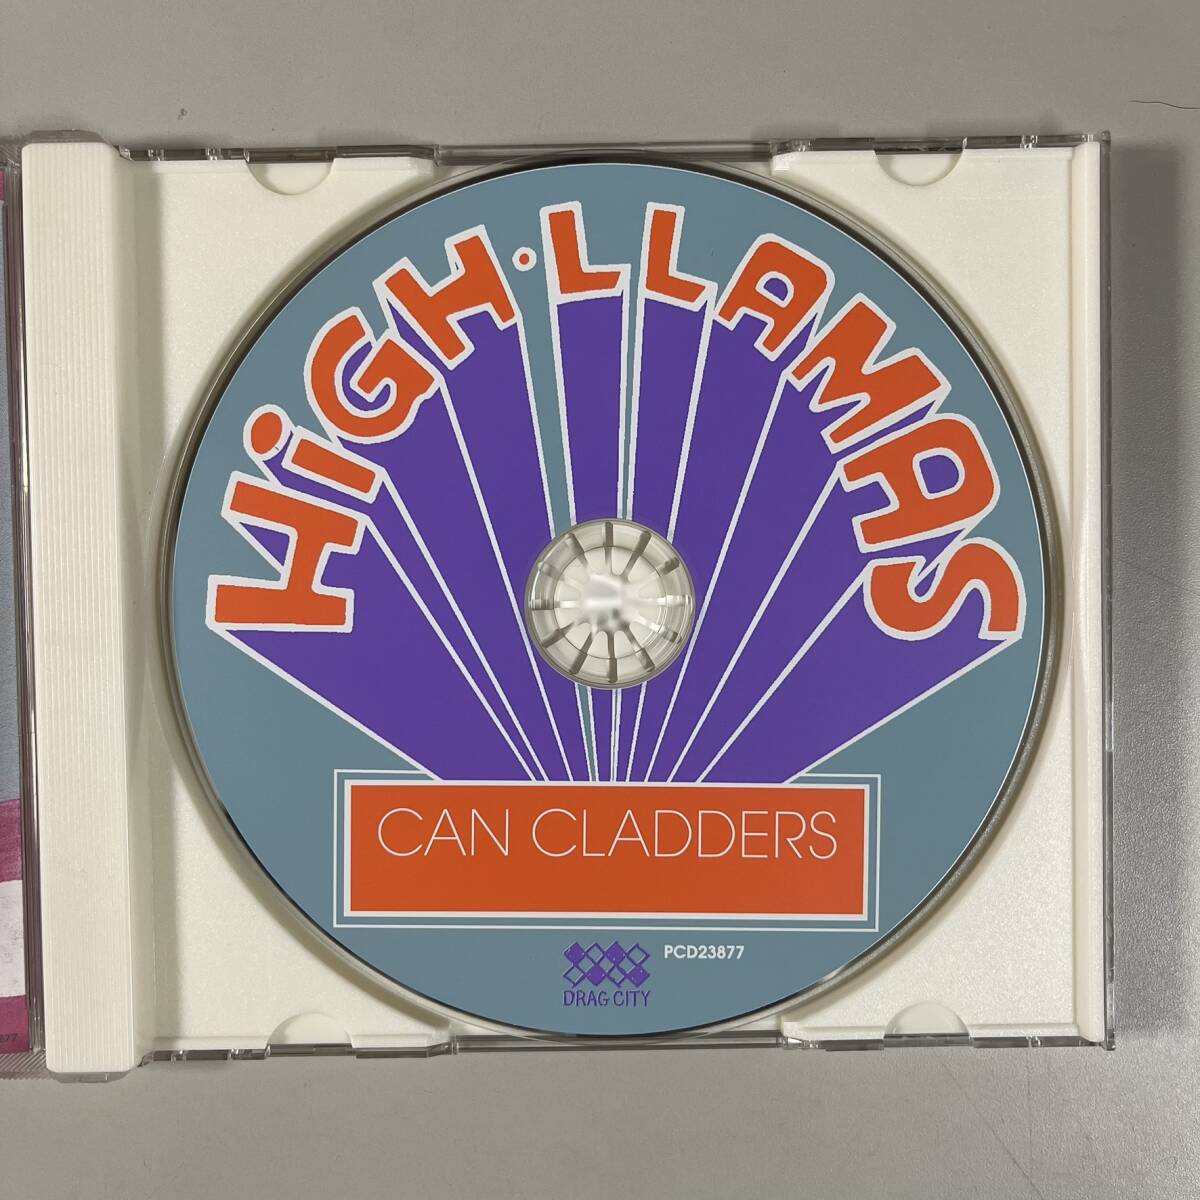 HiGH·LLAMAS
CAN CLADDERS
DRAG CITY
PCD23877